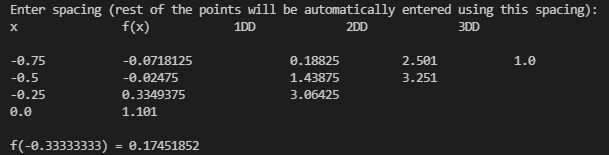 Enter spacing (rest of the points will be automatically entered using this spacing):
x f(x) 1DD 2DD 3DD
-0.75 -0.0718125 0.18825 2.501 1.0
-0.5 -0.02475 1.43875 3.251
-0.25 0.3349375 3.06425
0.0 1.101
f(-0.33333333) = 0.17451852